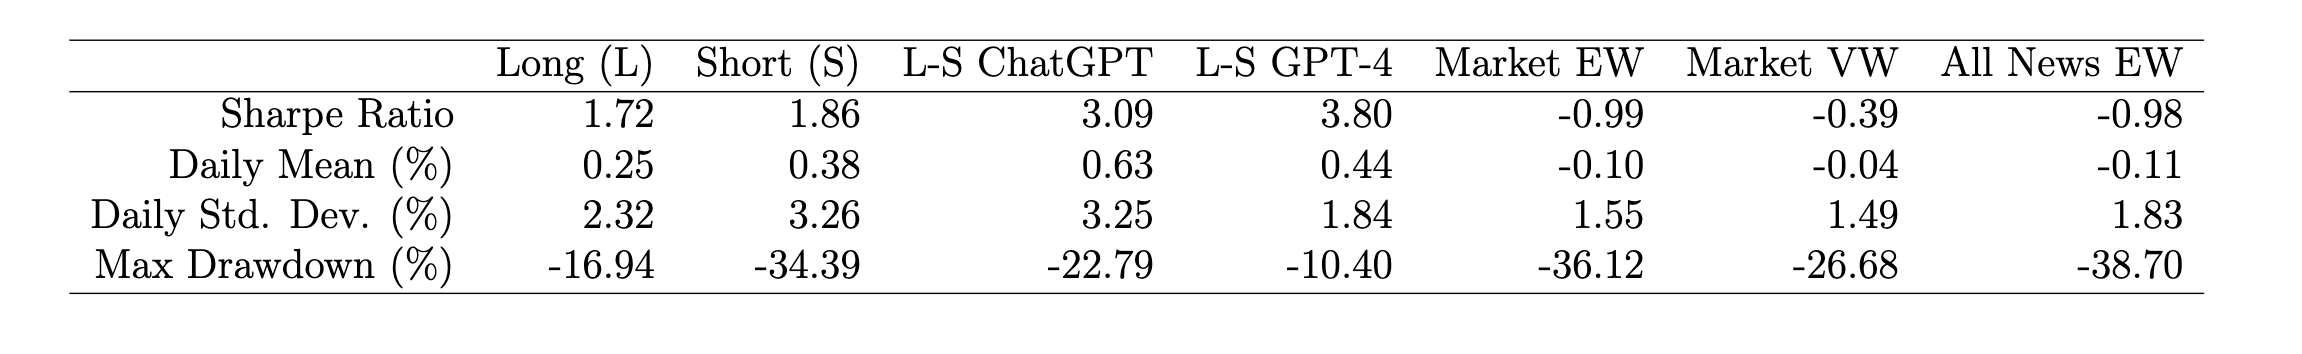 Long (L) Short (S) L-S ChatGPT L-S GPT-4 Market EW Market VW All News EW
Sharpe Ratio 1.72 1.86 3.09 3.80 -0.99 -0.39 -0.98
Daily Mean (%) 0.25 0.38 0.63 0.44 -0.10 -0.04 -0.11
Daily Std. Dev. (%) 2.32 3.26 3.25 1.84 1.55 1.49 1.83
Max Drawdown (%) -16.94 -34.39 -22.79 -10.40 -36.12 -26.68 -38.70